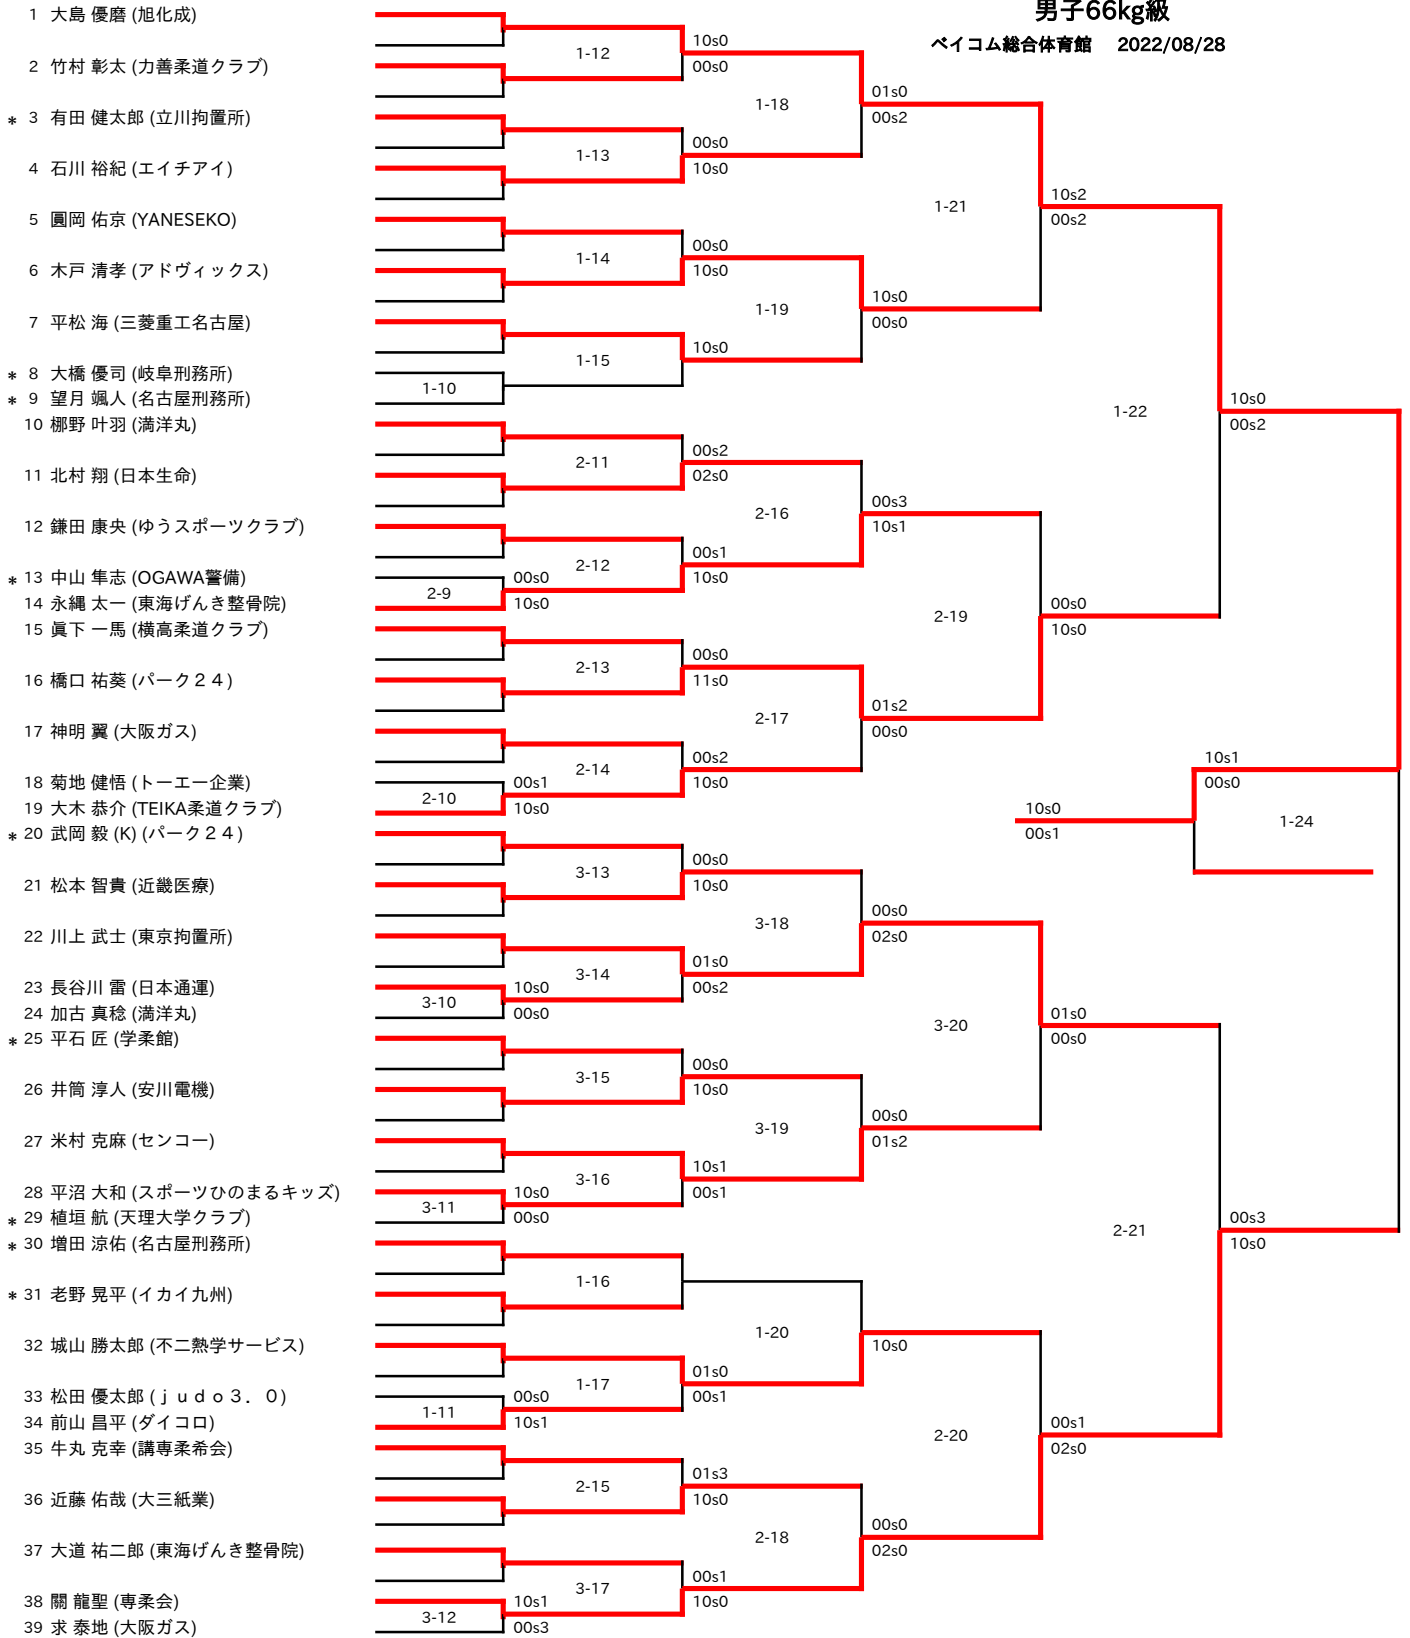 男子66kg級
ベイコム総合体育館 2022/08/28
1 大島 優磨 (旭化成)
2 竹村 彰太 (力善柔道クラブ)
* 3 有田 健太郎 (立川拘置所)
4 石川 裕紀 (エイチアイ)
5 圓岡 佑京 (YANESEKO)
6 木戸 清孝 (アドヴィックス)
7 平松 海 (三菱重工名古屋)
* 8 大橋 優司 (岐阜刑務所)
* 9 望月 颯人 (名古屋刑務所)
10 梛野 叶羽 (満洋丸)
11 北村 翔 (日本生命)
12 鎌田 康央 (ゆうスポーツクラブ)
* 13 中山 隼志 (OGAWA警備)
14 永縄 太一 (東海げんき整骨院)
15 眞下 一馬 (横高柔道クラブ)
16 橋口 祐葵 (パーク２４)
17 神明 翼 (大阪ガス)
18 菊地 健悟 (トーエー企業)
19 大木 恭介 (TEIKA柔道クラブ)
* 20 武岡 毅 (K) (パーク２４)
21 松本 智貴 (近畿医療)
22 川上 武士 (東京拘置所)
23 長谷川 雷 (日本通運)
24 加古 真稔 (満洋丸)
* 25 平石 匠 (学柔館)
26 井筒 淳人 (安川電機)
27 米村 克麻 (センコー)
28 平沼 大和 (スポーツひのまるキッズ)
* 29 植垣 航 (天理大学クラブ)
* 30 増田 涼佑 (名古屋刑務所)
* 31 老野 晃平 (イカイ九州)
32 城山 勝太郎 (不二熱学サービス)
33 松田 優太郎 (ｊｕｄｏ３．０)
34 前山 昌平 (ダイコロ)
35 牛丸 克幸 (講専柔希会)
36 近藤 佑哉 (大三紙業)
37 大道 祐二郎 (東海げんき整骨院)
38 關 龍聖 (専柔会)
39 求 泰地 (大阪ガス)
1-10
2-9
00s0
10s0
2-10
00s1
10s0
3-10
10s0
00s0
3-11
10s0
00s0
1-11
00s0
10s1
3-12
10s1
00s3
1-12
10s0
00s0
1-13
00s0
10s0
1-14
00s0
10s0
1-15
10s0
2-11
00s2
02s0
2-12
00s1
10s0
2-13
00s0
11s0
2-14
00s2
10s0
3-13
00s0
10s0
3-14
01s0
00s2
3-15
00s0
10s0
3-16
10s1
00s1
1-16
1-17
01s0
00s1
2-15
01s3
10s0
3-17
00s1
10s0
1-18
01s0
00s2
1-19
10s0
00s0
2-16
00s3
10s1
2-17
01s2
00s0
3-18
00s0
02s0
3-19
00s0
01s2
1-20
10s0
2-18
00s0
02s0
1-21
10s2
00s2
2-19
00s0
10s0
3-20
01s0
00s0
2-20
00s1
02s0
1-22
10s0
00s2
2-21
00s3
10s0
10s1
00s0
1-24
10s0
00s1